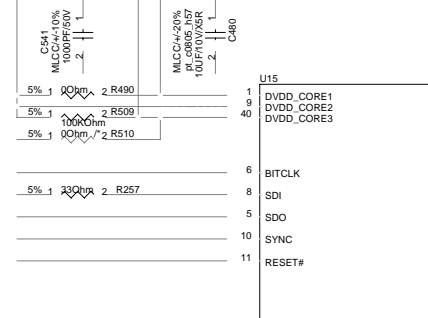 C541
MLCC/+/-10%
1000PF/50V
1
2
MLCC/+/-20%
pt_c0805_h57
10UF/10V/X5R
1
2
C480
U15
5% 1 0Ohm 2 R490
1 DVDD_CORE1
9 DVDD_CORE2
5% 1 2 R509
100KOhm
40 DVDD_CORE3
5% 1 0Ohm /* 2 R510
6 BITCLK
5% 1 33Ohm 2 R257
8 SDI
5 SDO
10 SYNC
11 RESET#